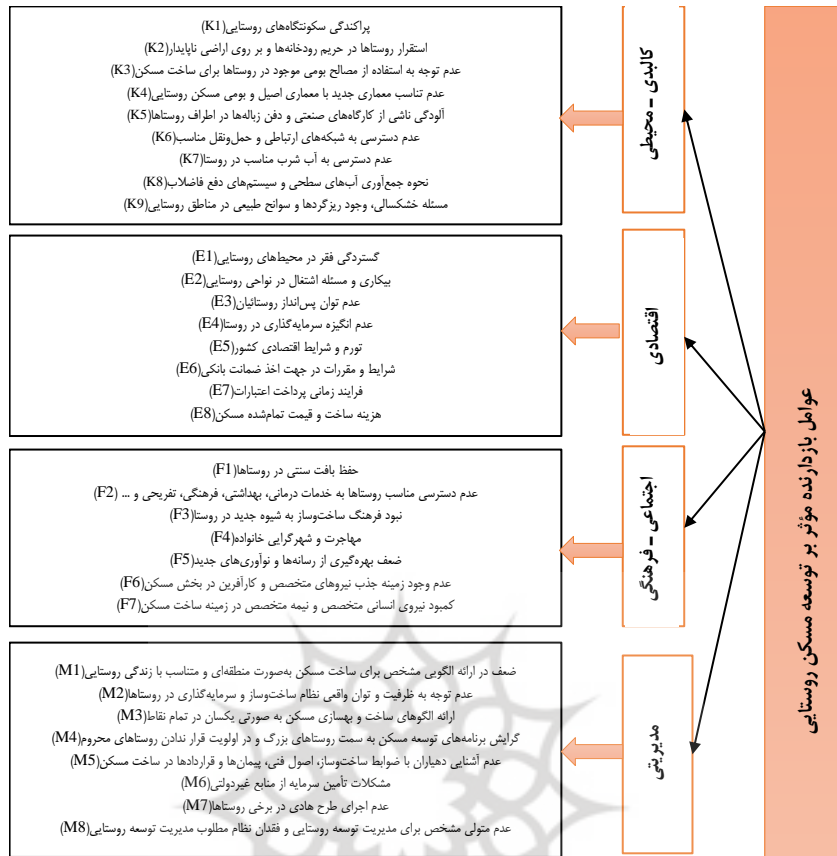 عوامل بازدارنده مؤثر بر توسعه مسکن روستایی
کالبدی - محیطی
پراکندگی سکونتگاه‌های روستایی(K1)
استقرار روستاها در حریم رودخانه‌ها و بر روی اراضی ناپایدار(K2)
عدم توجه به استفاده از مصالح بومی موجود در روستاها برای ساخت مسکن(K3)
عدم تناسب معماری جدید با معماری اصیل و بومی مسکن روستایی(K4)
آلودگی ناشی از کارگاه‌های صنعتی و دفن زباله‌ها در اطراف روستاها(K5)
عدم دسترسی به شبکه‌های ارتباطی و حمل‌ونقل مناسب(K6)
عدم دسترسی به آب شرب مناسب در روستا(K7)
نحوه جمع‌آوری آب‌های سطحی و سیستم‌های دفع فاضلاب(K8)
مسئله خشکسالی، وجود ریزگردها و سوانح طبیعی در مناطق روستایی(K9)
اقتصادی
گستردگی فقر در محیط‌های روستایی(E1)
بیکاری و مسئله اشتغال در نواحی روستایی(E2)
عدم توان پس‌انداز روستائیان(E3)
عدم انگیزه سرمایه‌گذاری در روستا(E4)
تورم و شرایط اقتصادی کشور(E5)
شرایط و مقررات در جهت اخذ ضمانت بانکی(E6)
فرایند زمانی پرداخت اعتبارات(E7)
هزینه ساخت و قیمت تمام‌شده مسکن(E8)
اجتماعی - فرهنگی
حفظ بافت سنتی در روستاها(F1)
عدم دسترسی مناسب روستاها به خدمات درمانی، بهداشتی، فرهنگی، تفریحی و ... (F2)
نبود فرهنگ ساخت‌وساز به شیوه جدید در روستا(F3)
مهاجرت و شهرگرایی خانواده(F4)
ضعف بهره‌گیری از رسانه‌ها و نوآوری‌های جدید(F5)
عدم وجود زمینه جذب نیروهای متخصص و کارآفرین در بخش مسکن(F6)
کمبود نیروی انسانی متخصص و نیمه متخصص در زمینه ساخت مسکن(F7)
مدیریتی
ضعف در ارائه الگویی مشخص برای ساخت مسکن به‌صورت منطقه‌ای و متناسب با زندگی روستایی(M1)
عدم توجه به ظرفیت و توان واقعی نظام ساخت‌وساز و سرمایه‌گذاری در روستاها(M2)
ارائه الگوهای ساخت و بهسازی مسکن به صورتی یکسان در تمام نقاط(M3)
گرایش برنامه‌های توسعه مسکن به سمت روستاهای بزرگ و در اولویت قرار ندادن روستاهای محروم(M4)
عدم آشنایی دهیاران با ضوابط ساخت‌وساز، اصول فنی، پیمان‌ها و قراردادها در ساخت مسکن(M5)
مشکلات تأمین سرمایه از منابع غیردولتی(M6)
عدم اجرای طرح هادی در برخی روستاها(M7)
عدم متولی مشخص برای مدیریت توسعه روستایی و فقدان نظام مطلوب مدیریت توسعه روستایی(M8)